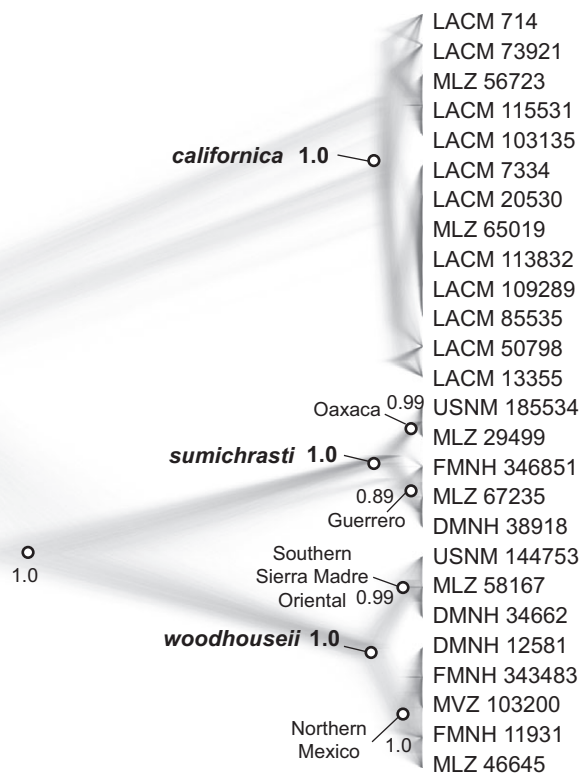 LACM 714
LACM 73921
MLZ 56723
LACM 115531
LACM 103135
californica 1.0
LACM 7334
LACM 20530
MLZ 65019
LACM 113832
LACM 109289
LACM 85535
LACM 50798
LACM 13355
Oaxaca 0.99
USNM 185534
MLZ 29499
sumichrasti 1.0
FMNH 346851
0.89
MLZ 67235
Guerrero
DMNH 38918
1.0
Southern
Sierra Madre
Oriental 0.99
USNM 144753
MLZ 58167
DMNH 34662
woodhouseii 1.0
DMNH 12581
FMNH 343483
MVZ 103200
Northern
Mexico
1.0
FMNH 11931
MLZ 46645